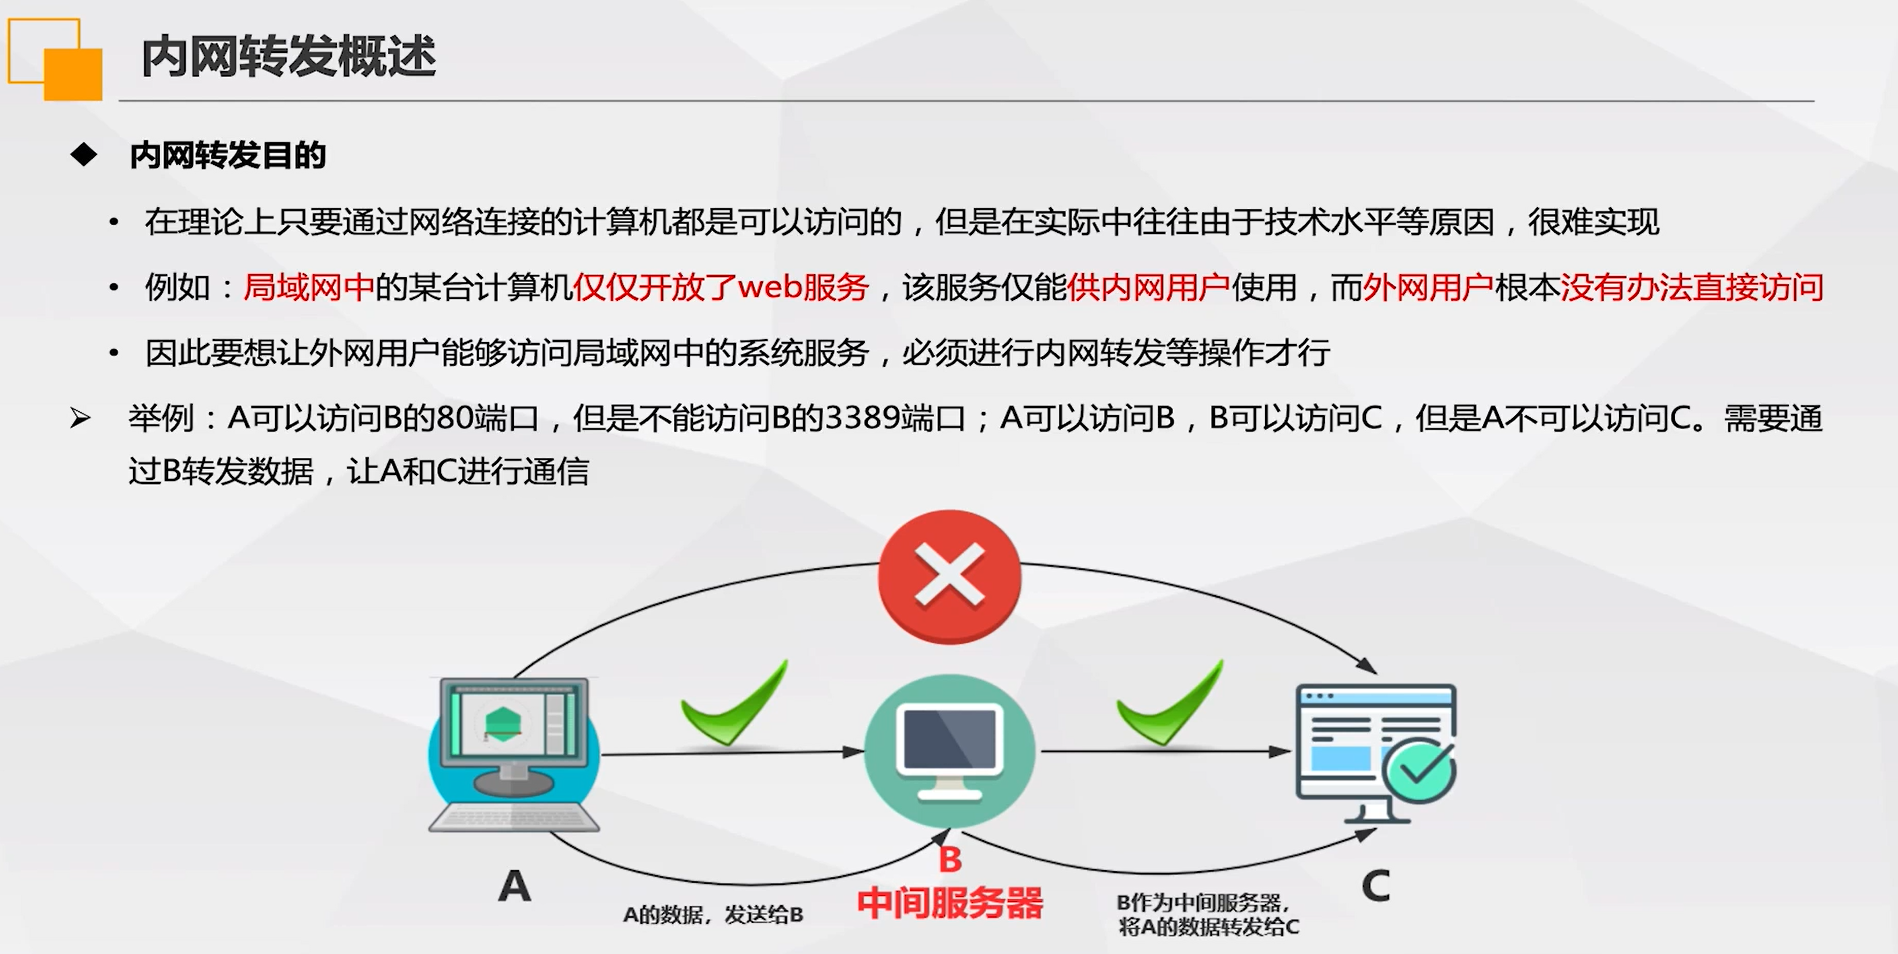 内网转发概述
◆ 内网转发目的
• 在理论上只要通过网络连接的计算机都是可以访问的，但是在实际中往往由于技术水平等原因，很难实现
• 例如：局域网中的某台计算机仅仅开放了web服务，该服务仅能供内网用户使用，而外网用户根本没有办法直接访问
• 因此要想让外网用户能够访问局域网中的系统服务，必须进行内网转发等操作才行
➢ 举例：A可以访问B的80端口，但是不能访问B的3389端口；A可以访问B，B可以访问C，但是A不可以访问C。需要通
过B转发数据，让A和C进行通信
A
A的数据，发送给B
B
中间服务器
B作为中间服务器，
将A的数据转发给C
C